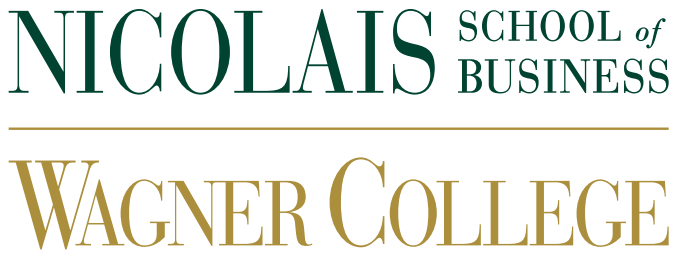 NICOLAIS SCHOOL of
BUSINESS
WAGNER COLLEGE